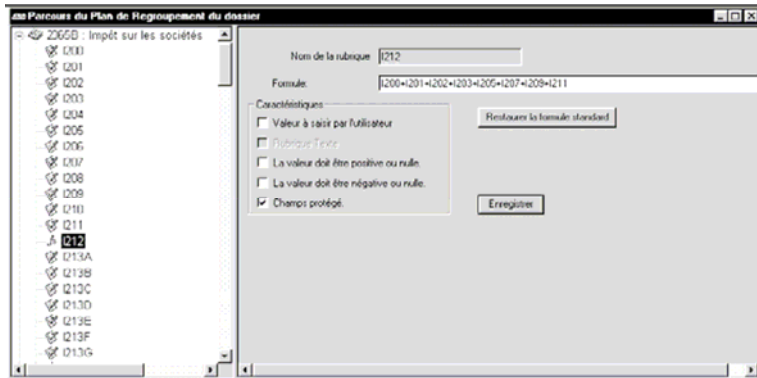 Parcours du Plan de Regroupement du dossier
2065B : Impôt sur les sociétés
I200
I201
I202
I203
I204
I205
I206
I207
I208
I209
I210
I211
I212
I213A
I213B
I213C
I213D
I213E
I213F
I213G
Nom de la rubrique
I212
Formule:
I200+I201+I202+I203+I205+I207+I209+I211
Caractéristiques
Valeur à saisir par l'utilisateur
Rubrique Texte
La valeur doit être positive ou nulle.
La valeur doit être négative ou nulle.
Champs protégé.
Restaurer la formule standard
Enregistrer